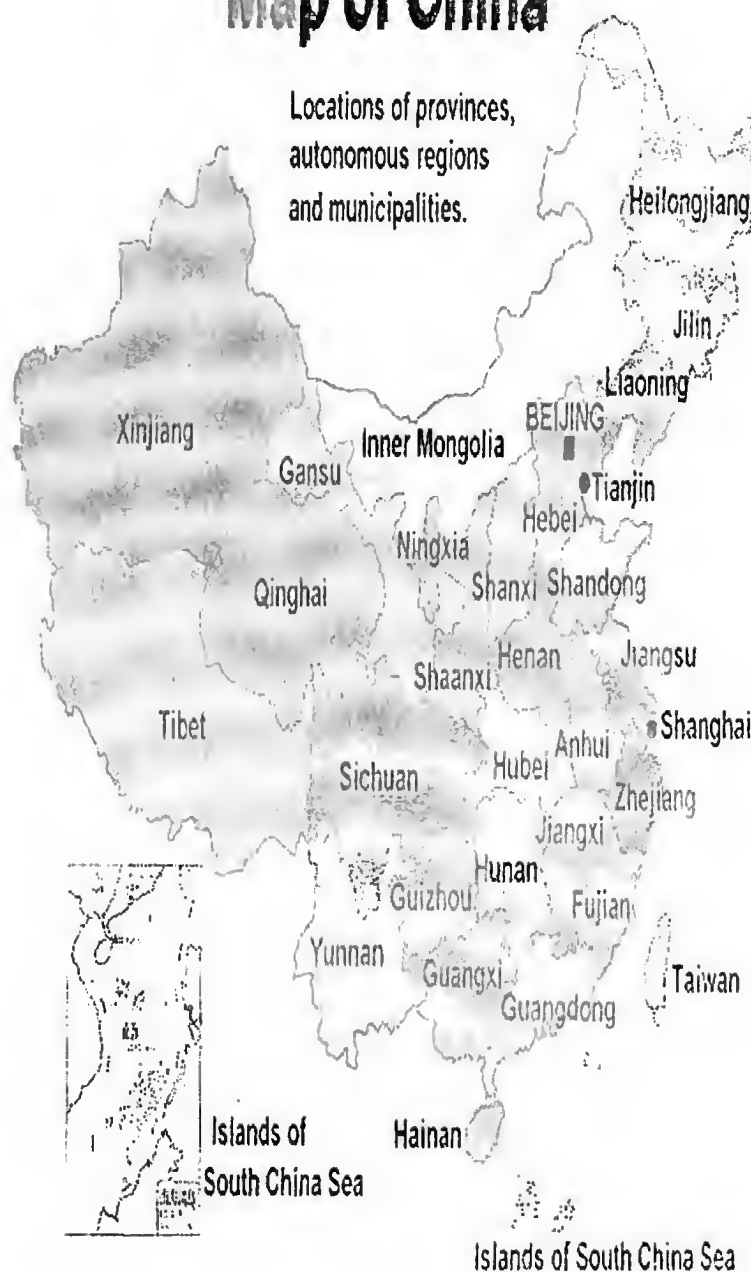 Map of China
Locations of provinces,
autonomous regions
and municipalities.
Heilongjiang
Jilin
Liaoning
BEIJING
Xinjiang
Inner Mongolia
Gansu
Tianjin
Hebei
Ningxia
Qinghai
Shanxi
Shandong
Henan
Jiangsu
Shaanxi
Tibet
Shanghai
Anhui
Hubei
Sichuan
Zhejiang
Jiangxi
Hunan
Guizhou
Fujian
Yunnan
Guangxi
Taiwan
Guangdong
Islands of
South China Sea
Hainan
Islands of South China Sea